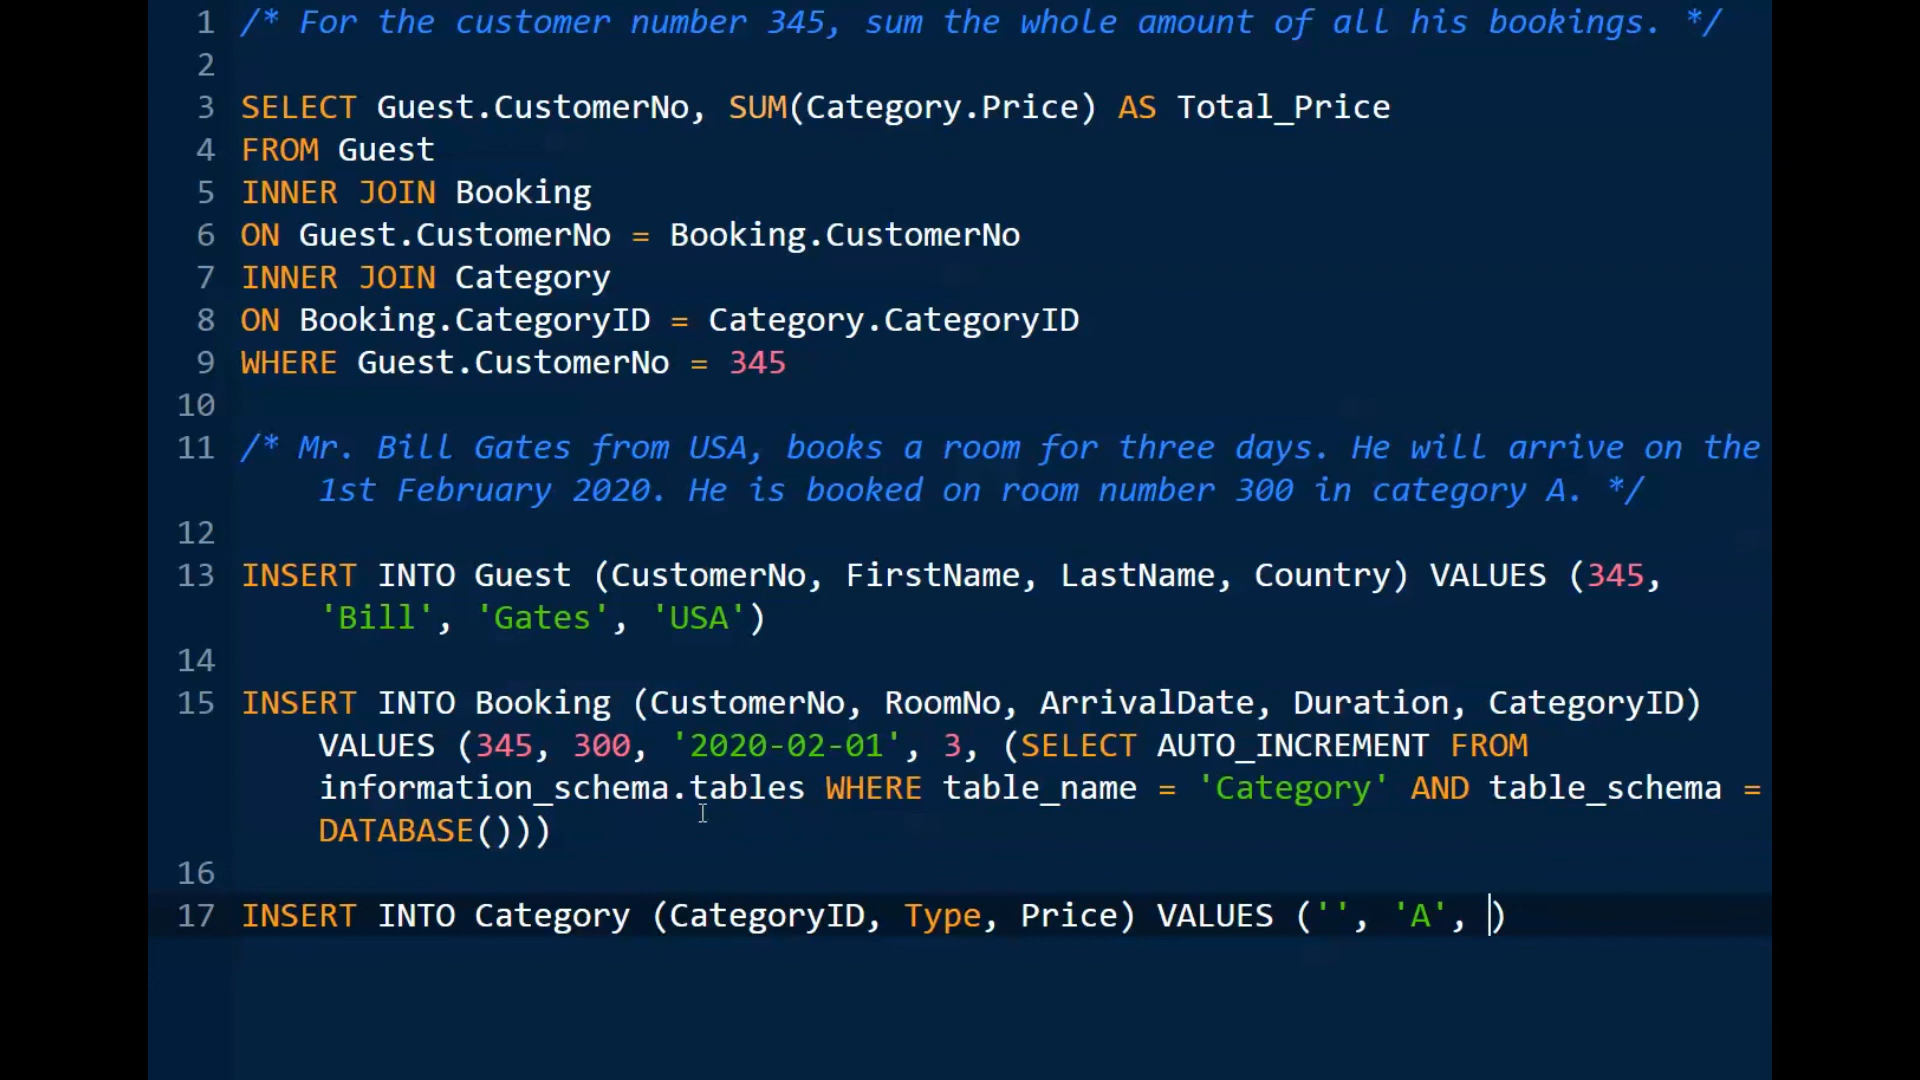 1 /* For the customer number 345, sum the whole amount of all his bookings. */
2
3 SELECT Guest.CustomerNo, SUM(Category.Price) AS Total_Price
4 FROM Guest
5 INNER JOIN Booking
6 ON Guest.CustomerNo = Booking.CustomerNo
7 INNER JOIN Category
8 ON Booking.CategoryID = Category.CategoryID
9 WHERE Guest.CustomerNo = 345
10
11 /* Mr. Bill Gates from USA, books a room for three days. He will arrive on the
1st February 2020. He is booked on room number 300 in category A. */
12
13 INSERT INTO Guest (CustomerNo, FirstName, LastName, Country) VALUES (345,
'Bill', 'Gates', 'USA')
14
15 INSERT INTO Booking (CustomerNo, RoomNo, ArrivalDate, Duration, CategoryID)
VALUES (345, 300, '2020-02-01', 3, (SELECT AUTO_INCREMENT FROM
information_schema.tables WHERE table_name = 'Category' AND table_schema =
DATABASE()))
16
17 INSERT INTO Category (CategoryID, Type, Price) VALUES ('', 'A', )